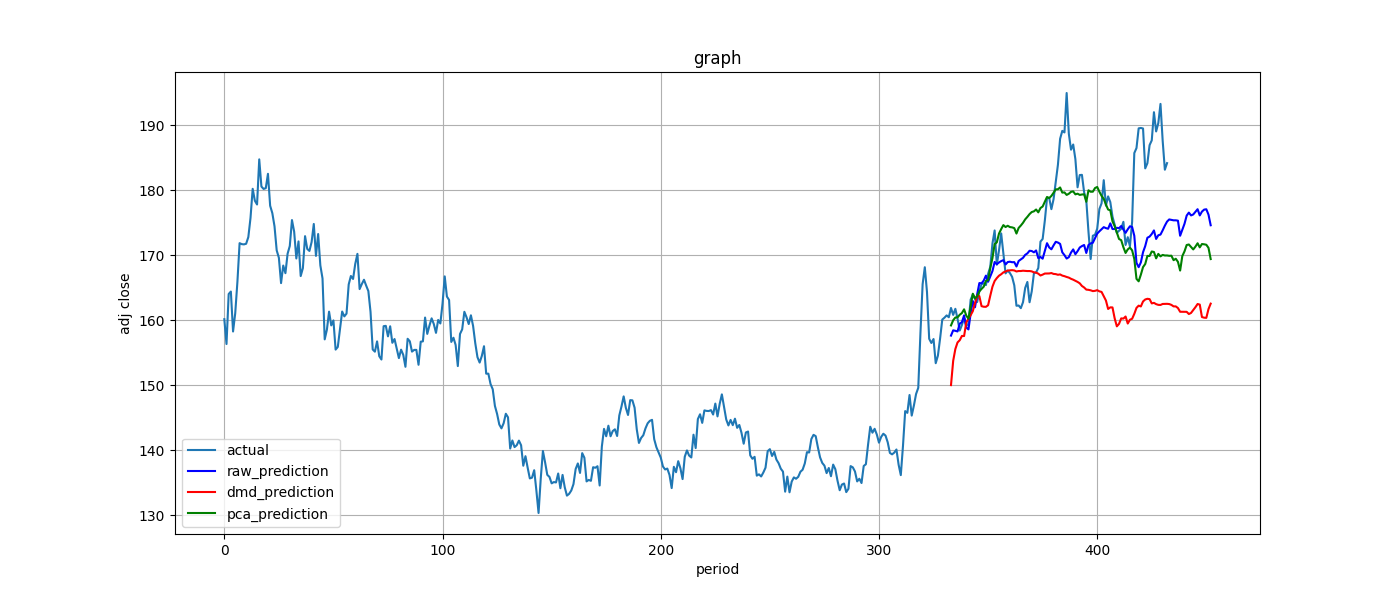 graph
adj close
190
180
170
160
150
140
130
actual
raw_prediction
dmd_prediction
pca_prediction
0 100 200 300 400
period